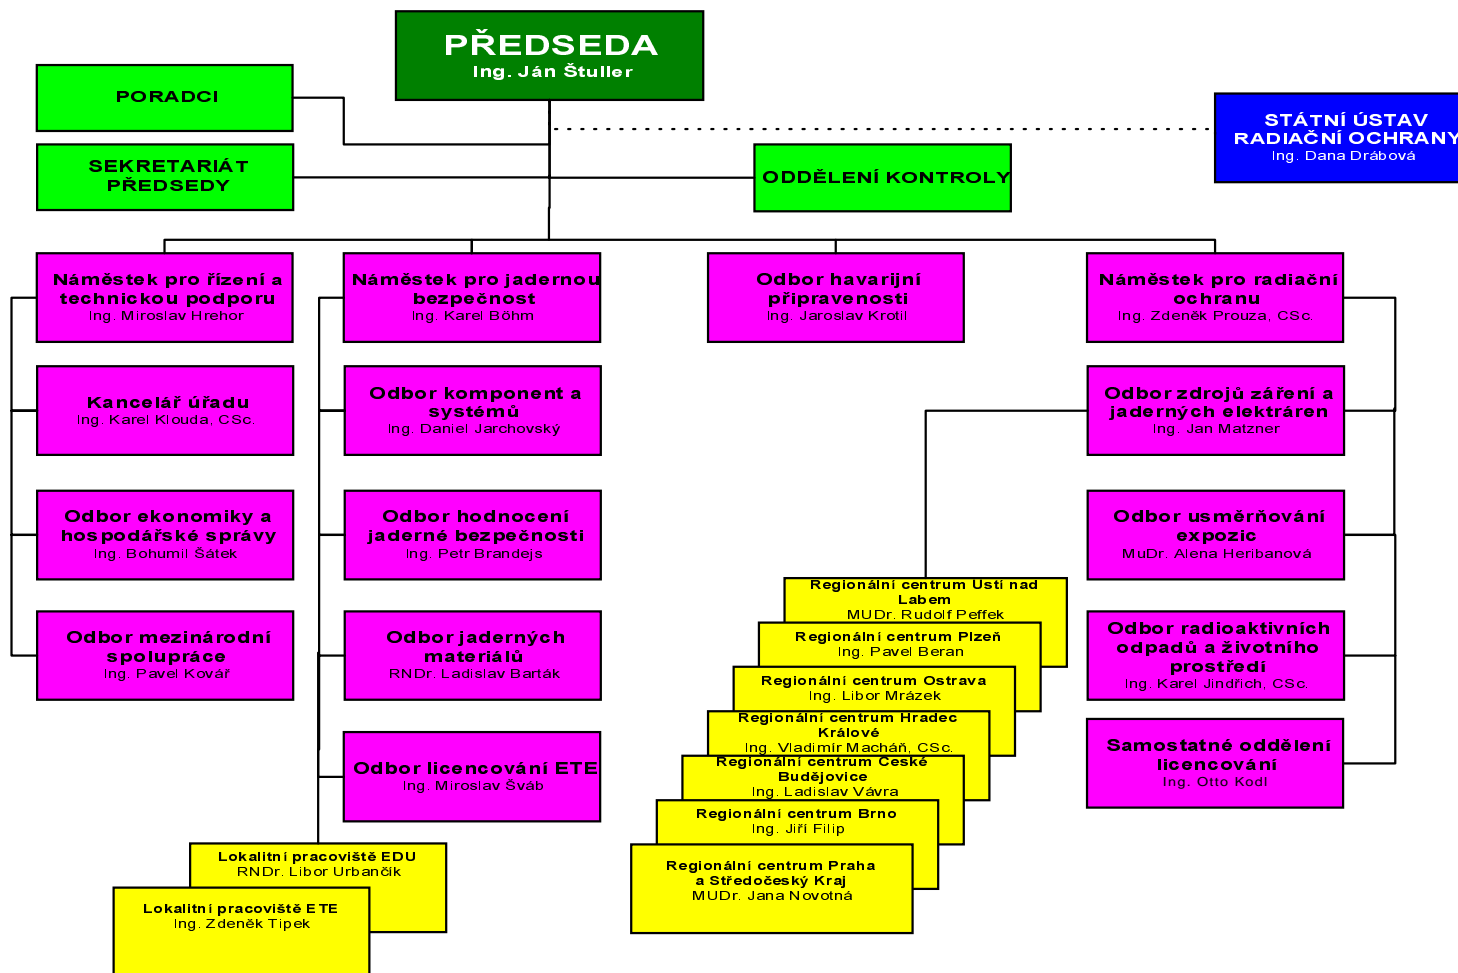 PŘEDSEDA
Ing. Ján Štuller
PORADCI
SEKRETARIÁT
PŘEDSEDY
ODDĚLENÍ KONTROLY
STÁTNÍ ÚSTAV
RADIAČNÍ OCHRANY
Ing. Dana Drábová
Náměstek pro řízení a
technickou podporu
Ing. Miroslav Hrehor
Náměstek pro jadernou
bezpečnost
Ing. Karel Böhm
Odbor havarijní
připravenosti
Ing. Jaroslav Krotil
Náměstek pro radiační
ochranu
Ing. Zdeněk Prouza, CSc.
Kancelář úřadu
Ing. Karel Klouda, CSc.
Odbor komponent a
systémů
Ing. Daniel Jarchovský
Odbor zdrojů záření a
jaderných elektráren
Ing. Jan Matzner
Odbor ekonomiky a
hospodářské správy
Ing. Bohumil Šátek
Odbor hodnocení
jaderné bezpečnosti
Ing. Petr Brandejs
Odbor usměrňování
expozic
MuDr. Alena Heribanová
Odbor mezinárodní
spolupráce
Ing. Pavel Kovář
Odbor jaderných
materiálů
RNDr. Ladislav Barták
Odbor radioaktivních
odpadů a životního
prostředí
Ing. Karel Jindřich, CSc.
Odbor licencování ETE
Ing. Miroslav Šváb
Samostatné oddělení
licencování
Ing. Otto Kodl
Regionální centrum Ústí nad
Labem
MUDr. Rudolf Peffek
Regionální centrum Plzeň
Ing. Pavel Beran
Regionální centrum Ostrava
Ing. Libor Mrázek
Regionální centrum Hradec
Králové
Ing. Vladimír Macháň, CSc.
Regionální centrum České
Budějovice
Ing. Ladislav Vávra
Regionální centrum Brno
Ing. Jiří Filip
Regionální centrum Praha
a Středočeský Kraj
MUDr. Jana Novotná
Lokalitní pracoviště EDU
RNDr. Libor Urbančík
Lokalitní pracoviště ETE
Ing. Zdeněk Tipek